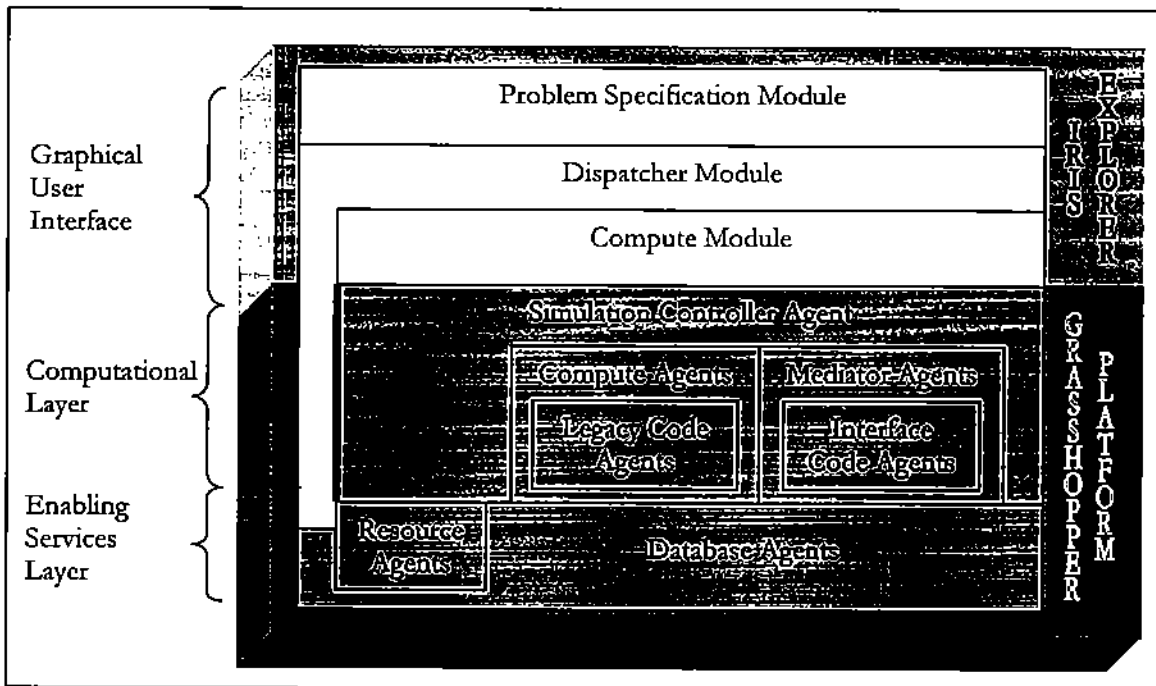 Problem Specification Module
Dispatcher Module
Compute Module
Graphical
User
Interface
IRIS
EXPLORER
Simulation Controller Agent
Compute Agents
Mediator Agents
Legacy Code
Agents
Interface
Code Agents
Computational
Layer
GRASSHOPPER
PLATFORM
Enabling
Services
Layer
Resource
Agents
Database Agents